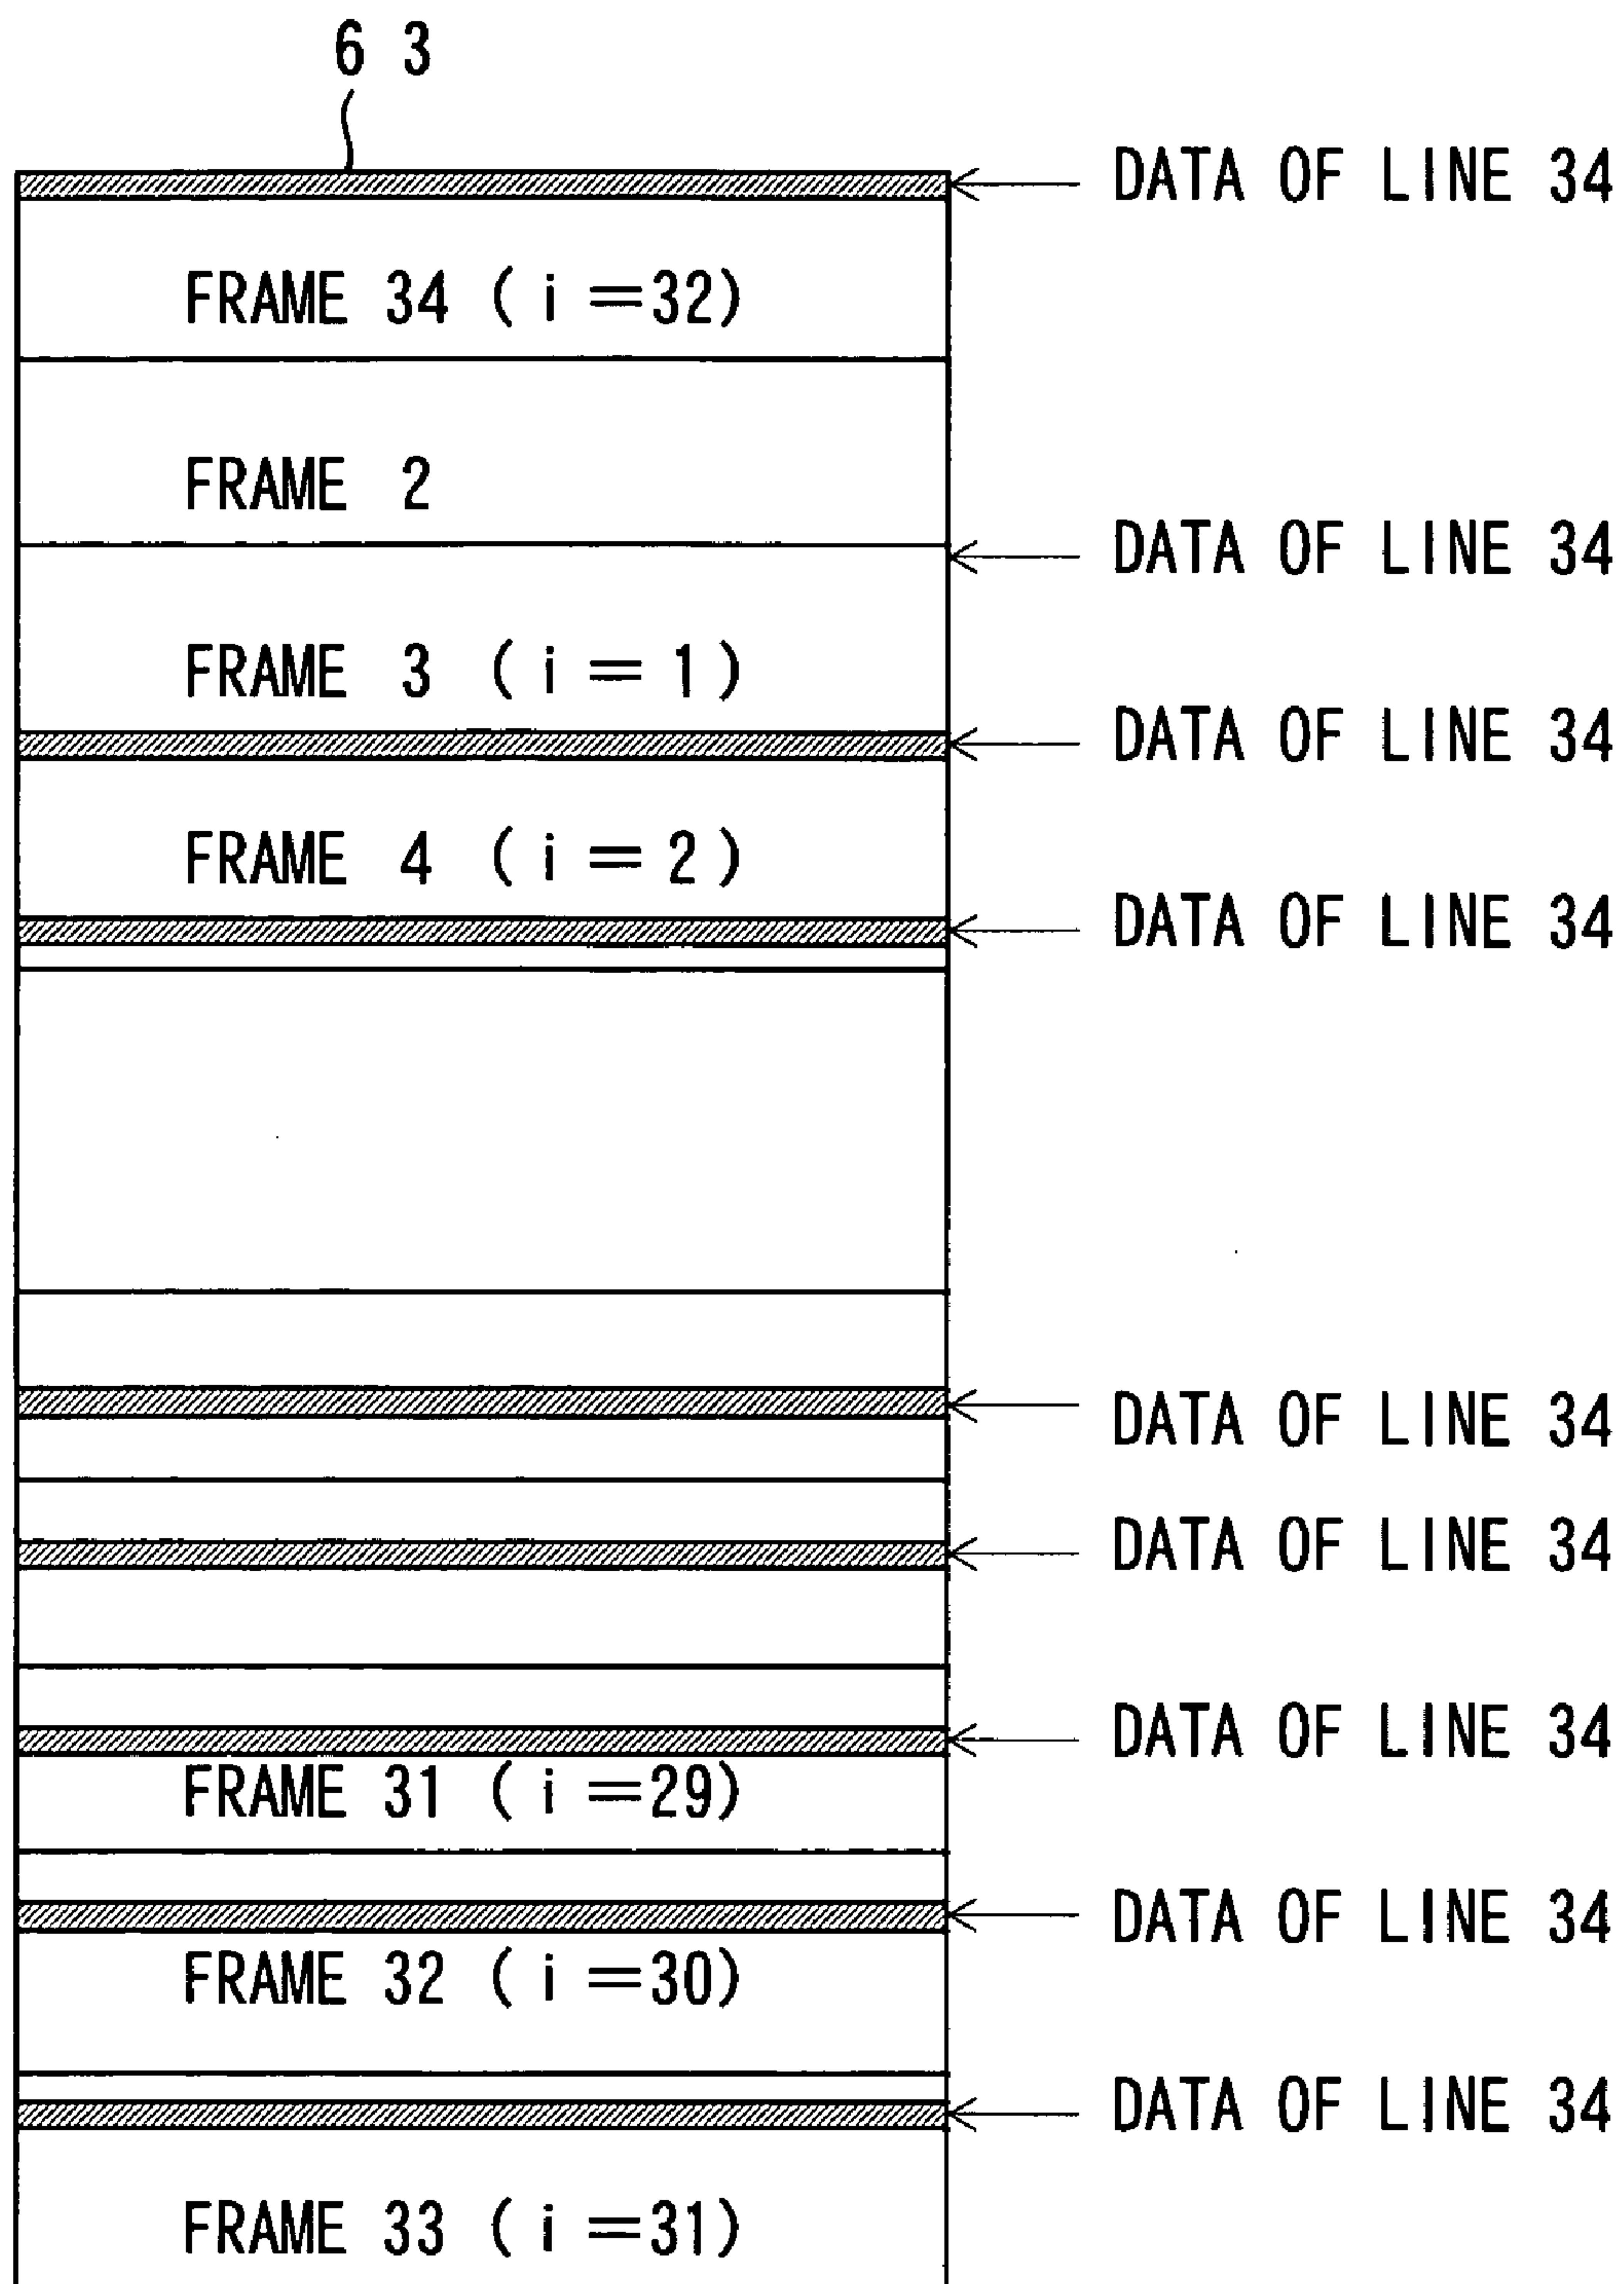 6 3
DATA OF LINE 34
FRAME 34 ( i =32)
FRAME 2
DATA OF LINE 34
FRAME 3 ( i = 1 )
DATA OF LINE 34
FRAME 4 ( i = 2 )
DATA OF LINE 34
DATA OF LINE 34
DATA OF LINE 34
DATA OF LINE 34
FRAME 31 ( i =29)
DATA OF LINE 34
FRAME 32 ( i =30)
DATA OF LINE 34
FRAME 33 ( i =31)